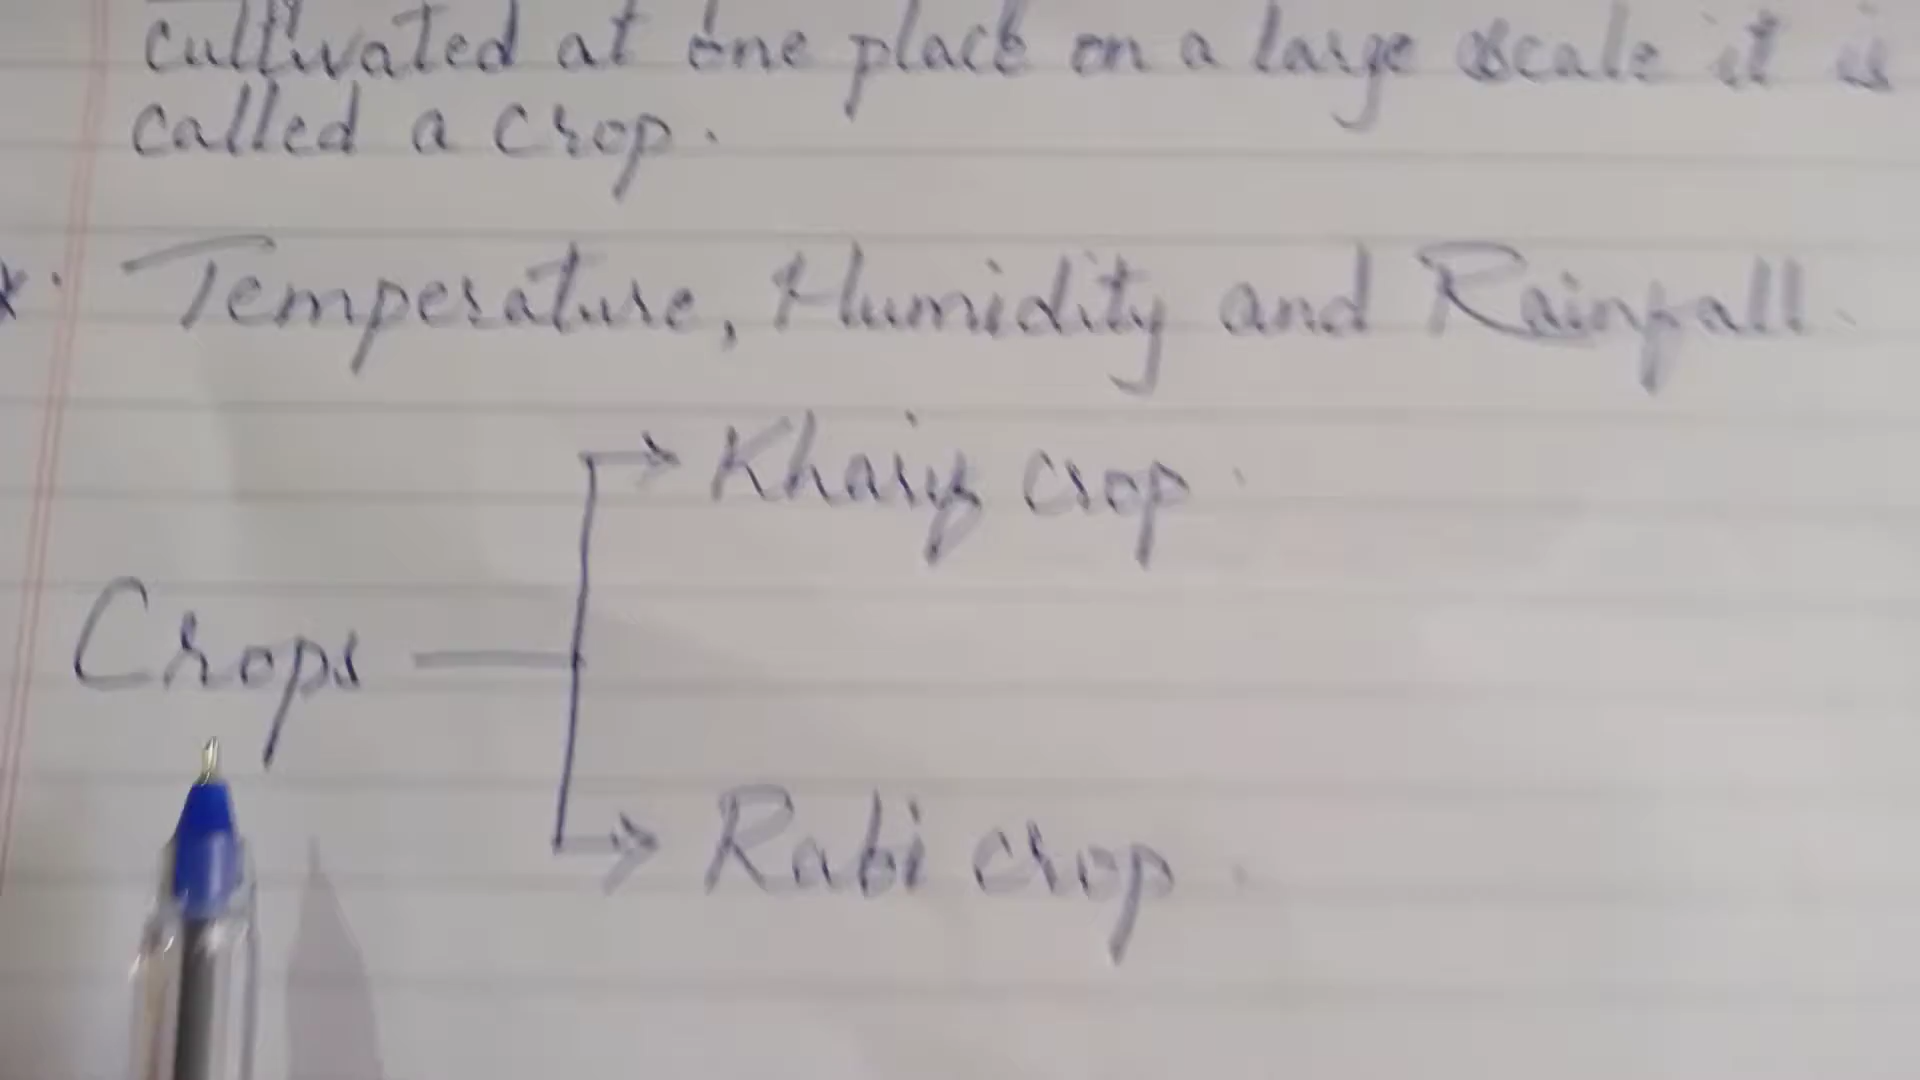 cultivated at one place on a large scale it is
called a crop.
* Temperature, Humidity and Rainfall.
Kharif crop.
Crops
Rabi crop.